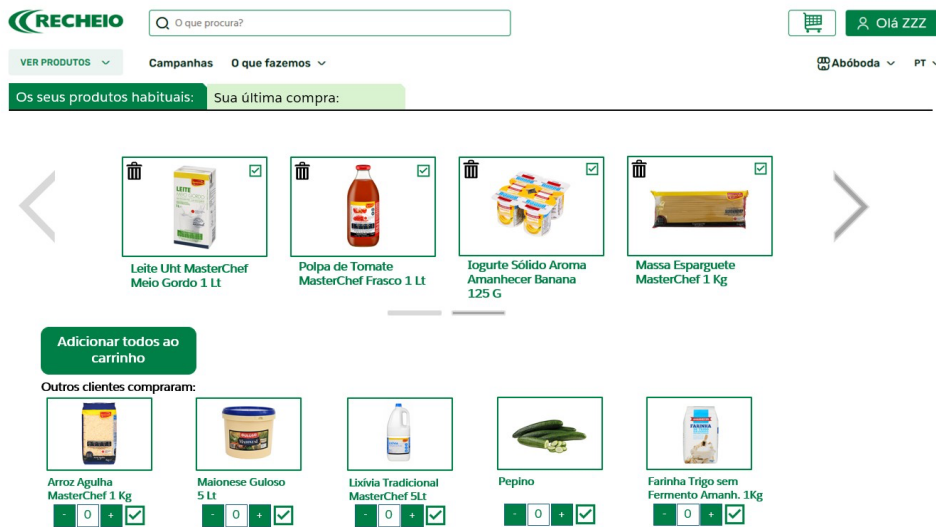 RECHEIO
O que procura?
Olá ZZZ
VER PRODUTOS
Campanhas
O que fazemos
Abóboda
PT
Os seus produtos habituais:
Sua última compra:
LEITE
Leite Uht MasterChef
Meio Gordo 1 Lt
Polpa de Tomate
MasterChef Frasco 1 Lt
Iogurte Sólido Aroma
Amanhecer Banana
125 G
Massa Esparguete
MasterChef 1 Kg
Adicionar todos ao
carrinho
Outros clientes compraram:
FARINHA
Arroz Agulha
MasterChef 1 Kg
Maionese Guloso
5 Lt
Lixívia Tradicional
MasterChef 5Lt
Pepino
Farinha Trigo sem
Fermento Amanh. 1Kg
- 0 +
- 0 +
- 0 +
- 0 +
- 0 +